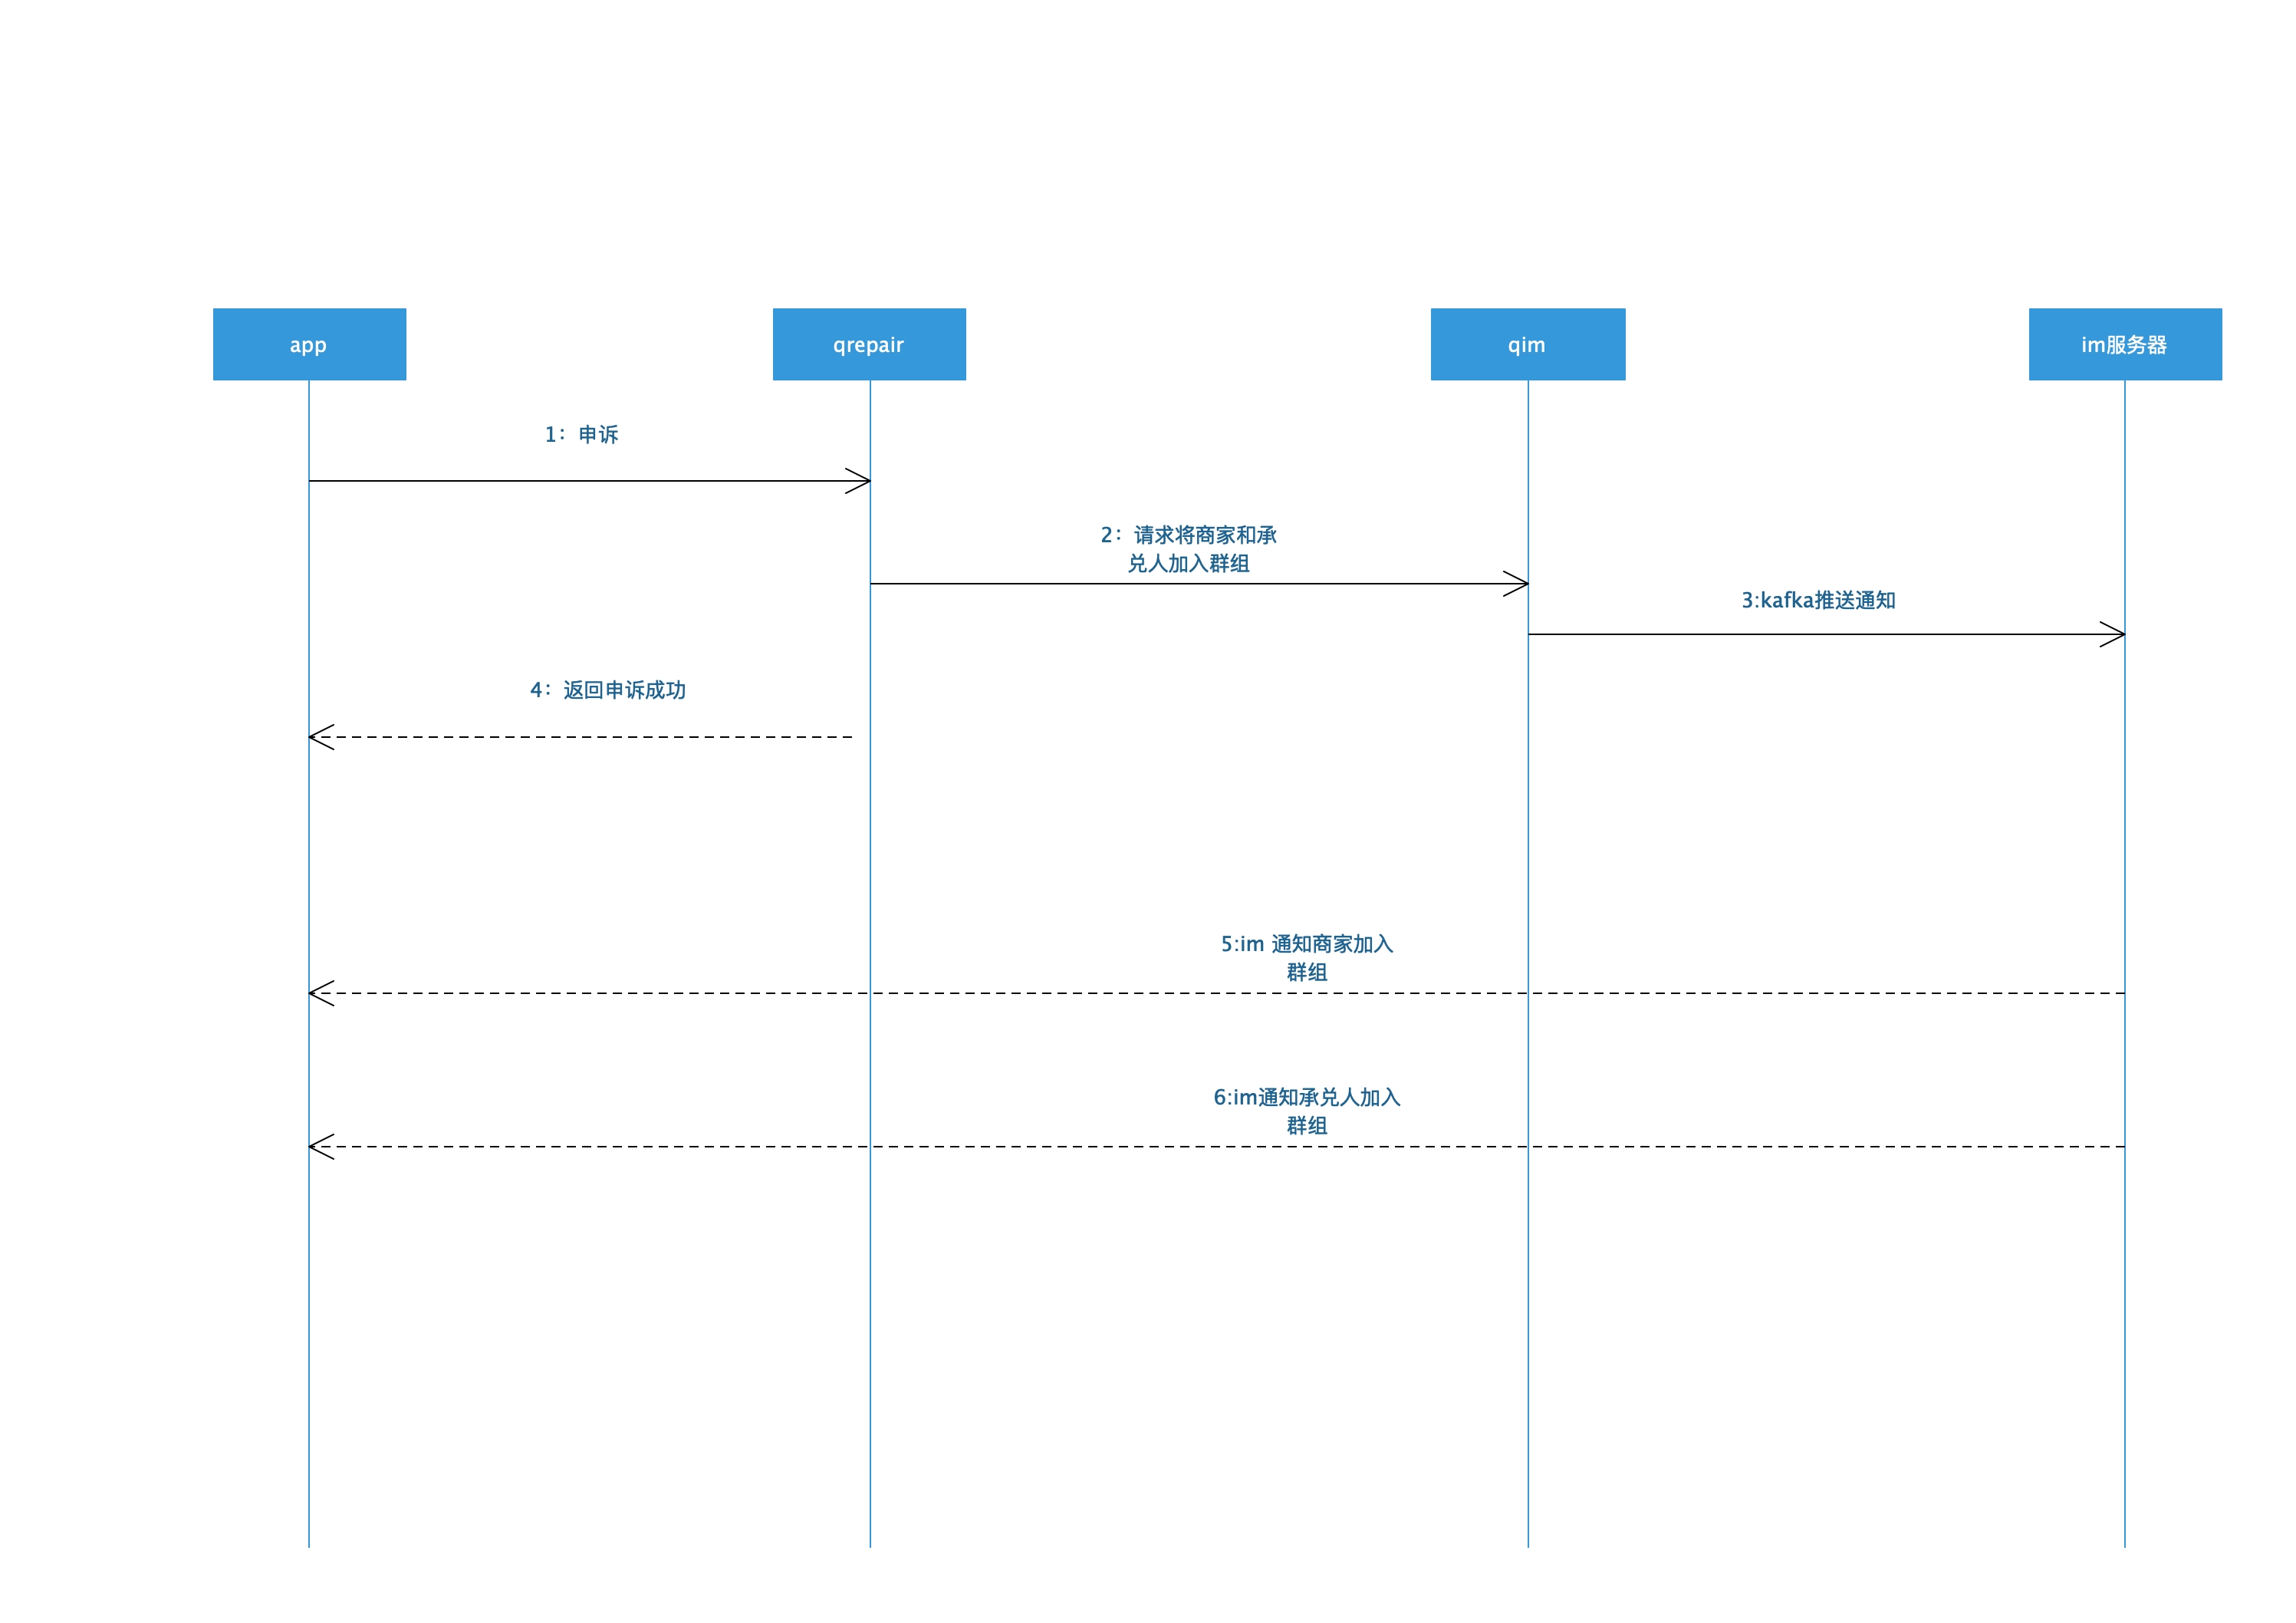 app
qrepair
qim
im服务器
1：申诉
2：请求将商家和承
兑人加入群组
3:kafka推送通知
4：返回申诉成功
5:im 通知商家加入
群组
6:im通知承兑人加入
群组